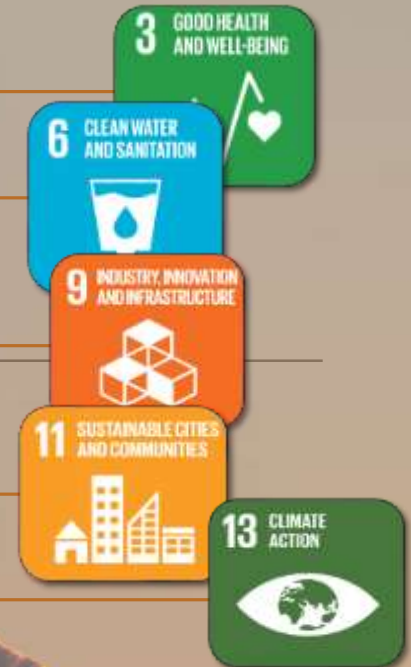 3 GOOD HEALTH
AND WELL-BEING
6 CLEAN WATER
AND SANITATION
9 INDUSTRY, INNOVATION
AND INFRASTRUCTURE
11 SUSTAINABLE CITIES
AND COMMUNITIES
13 CLIMATE
ACTION